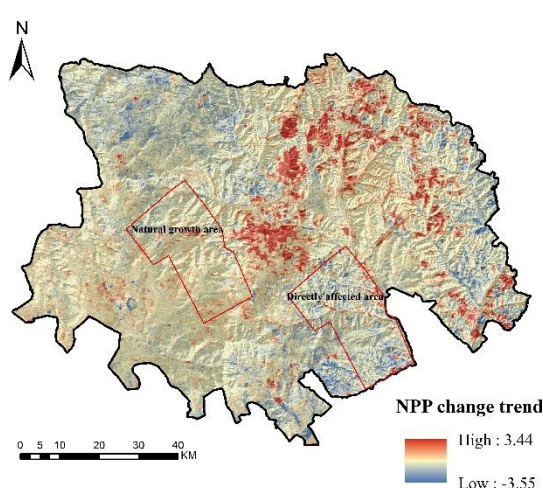 N
Natural growth area
Directly affected area
NPP change trend
High : 3.44
Low : -3.55
0 5 10 20 30 40
KM